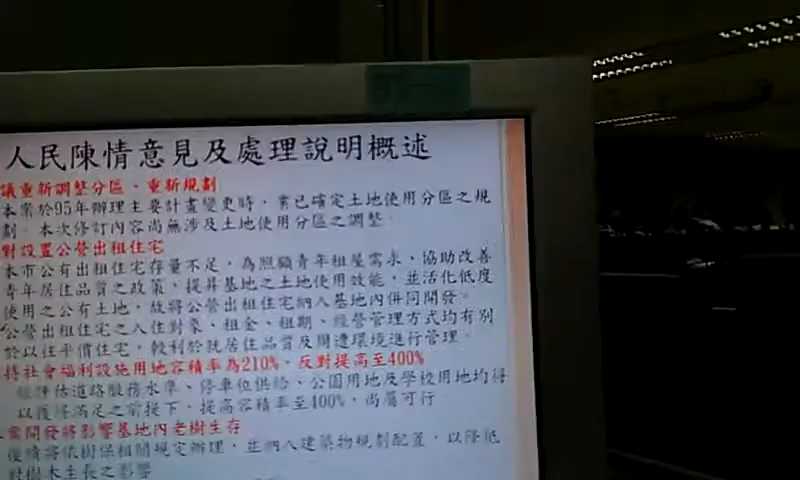 人民陳情意見及處理說明概述
議重新調整分區、重新規劃
本案於95年辦理主要計畫變更時，業已確定土地使用分區之規
劃。本次修訂內容尚無涉及土地使用分區之調整。
對設置公營出租住宅
本市公有出租住宅存量不足，為照顧青年租屋需求，協助改善
青年居住品質之政策，提昇基地之土地使用效能，並活化低度
使用之公有土地，故將公營出租住宅納入基地內併同開發。
公營出租住宅之入住對象、租金、租期、經營管理方式均有別
於以往平價住宅，較利於就居住品質及周遭環境進行管理。
持社會福利設施用地容積率為210%，反對提高至400%
經評估道路服務水準、停車位供給、公園用地及學校用地均得
以獲得滿足之前提下，提高容積率至400%，尚屬可行。
案開發將影響基地內老樹生存
後續將依樹保相關規定辦理，並納入建築物規劃配置，以降低
對樹木生長之影響